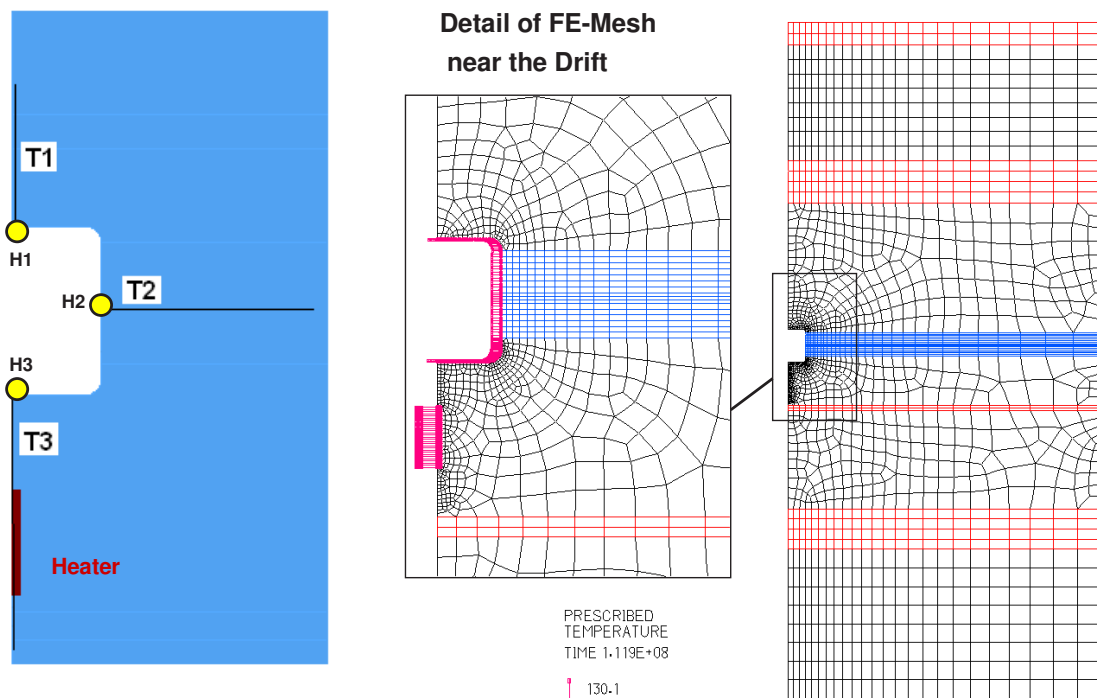 Detail of FE-Mesh
near the Drift
T1
H1
H2
T2
H3
T3
Heater
PRESCRIBED
TEMPERATURE
TIME 1.119E+08
130.1